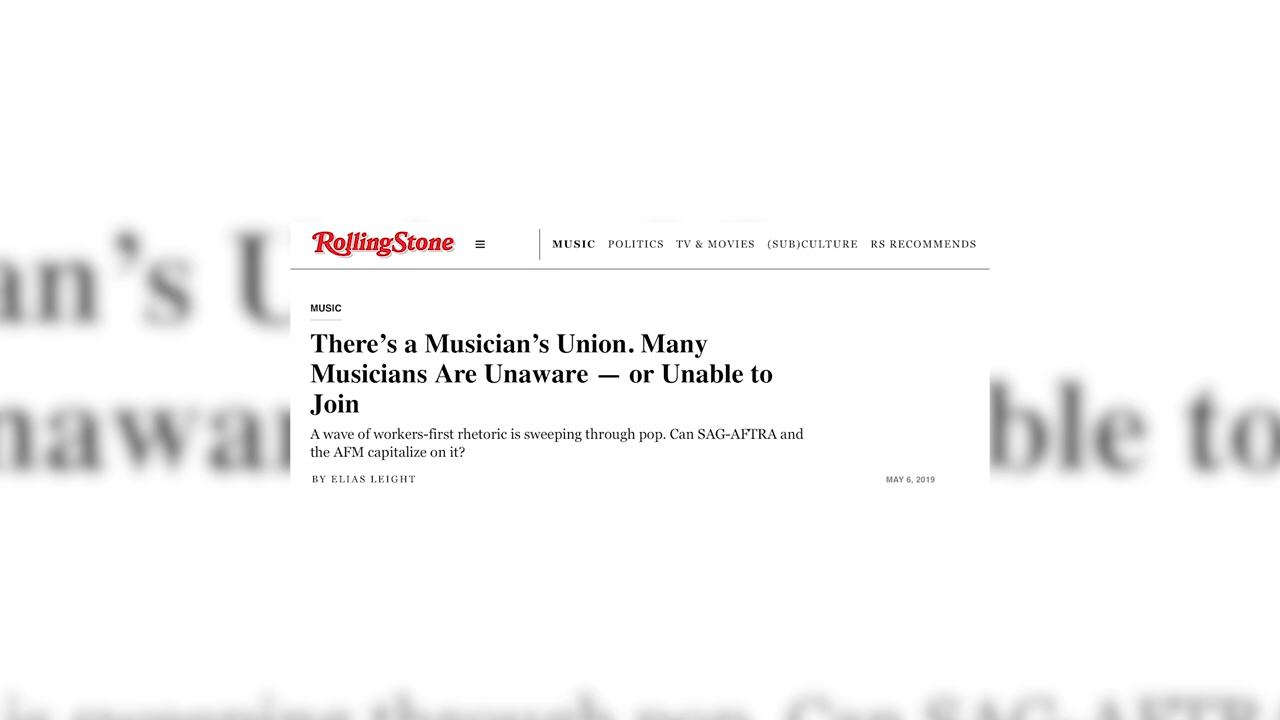 RollingStone
MUSIC POLITICS TV & MOVIES (SUB)CULTURE RS RECOMMENDS
MUSIC
There’s a Musician’s Union. Many
Musicians Are Unaware — or Unable to
Join
A wave of workers-first rhetoric is sweeping through pop. Can SAG-AFTRA and
the AFM capitalize on it?
BY ELIAS LEIGHT
MAY 6, 2019